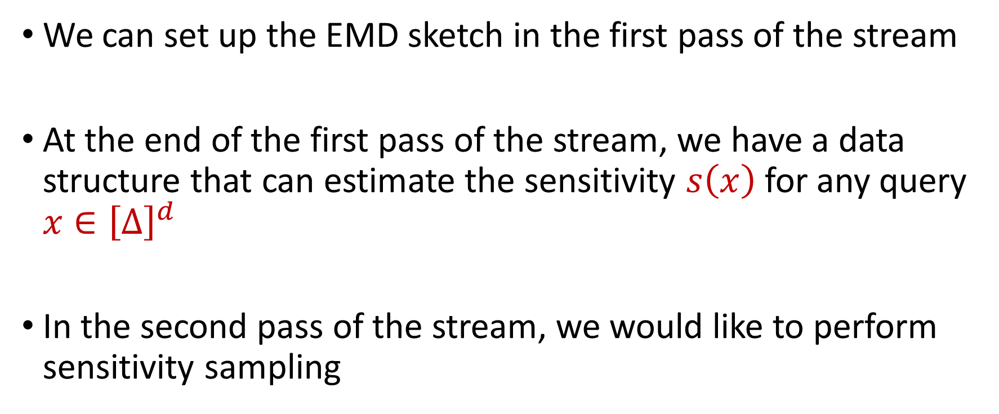 • We can set up the EMD sketch in the first pass of the stream
• At the end of the first pass of the stream, we have a data
structure that can estimate the sensitivity s(x) for any query
x ∈ [Δ]^d
• In the second pass of the stream, we would like to perform
sensitivity sampling